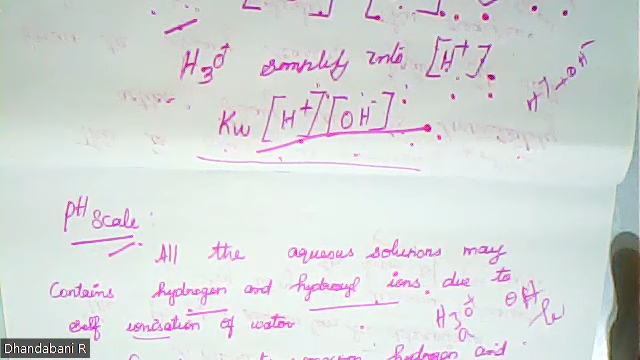 H3O+ simplify into [H+]
H+ + OH-
Kw [H+][OH-]
pH scale:
All the aqueous solutions may
Contains hydrogen and hydroxyl ions due to
self ionisation of water
H3O+ OH-
hydrogen and
Dhandabani R